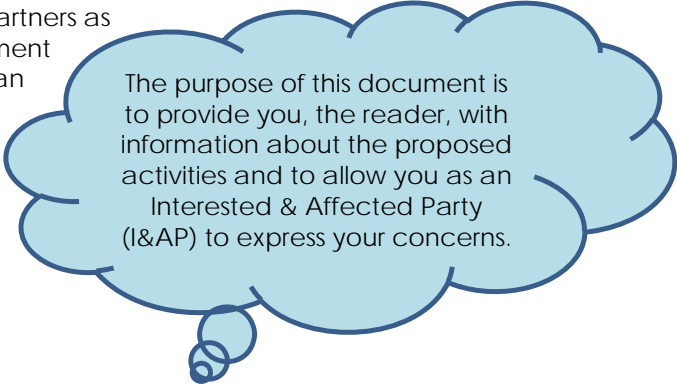 artners as
ment
an
The purpose of this document is
to provide you, the reader, with
information about the proposed
activities and to allow you as an
Interested & Affected Party
(I&AP) to express your concerns.